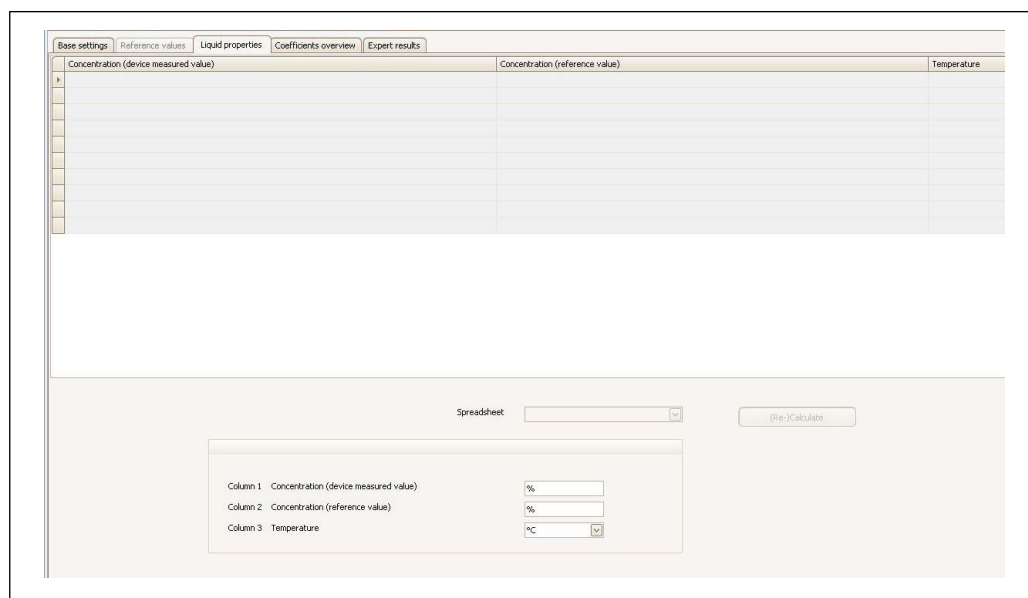 Base settings Reference values Liquid properties Coefficients overview Expert results
Concentration (device measured value) Concentration (reference value) Temperature
Spreadsheet
(Re-)Calculate
Column 1 Concentration (device measured value) %
Column 2 Concentration (reference value) %
Column 3 Temperature °C